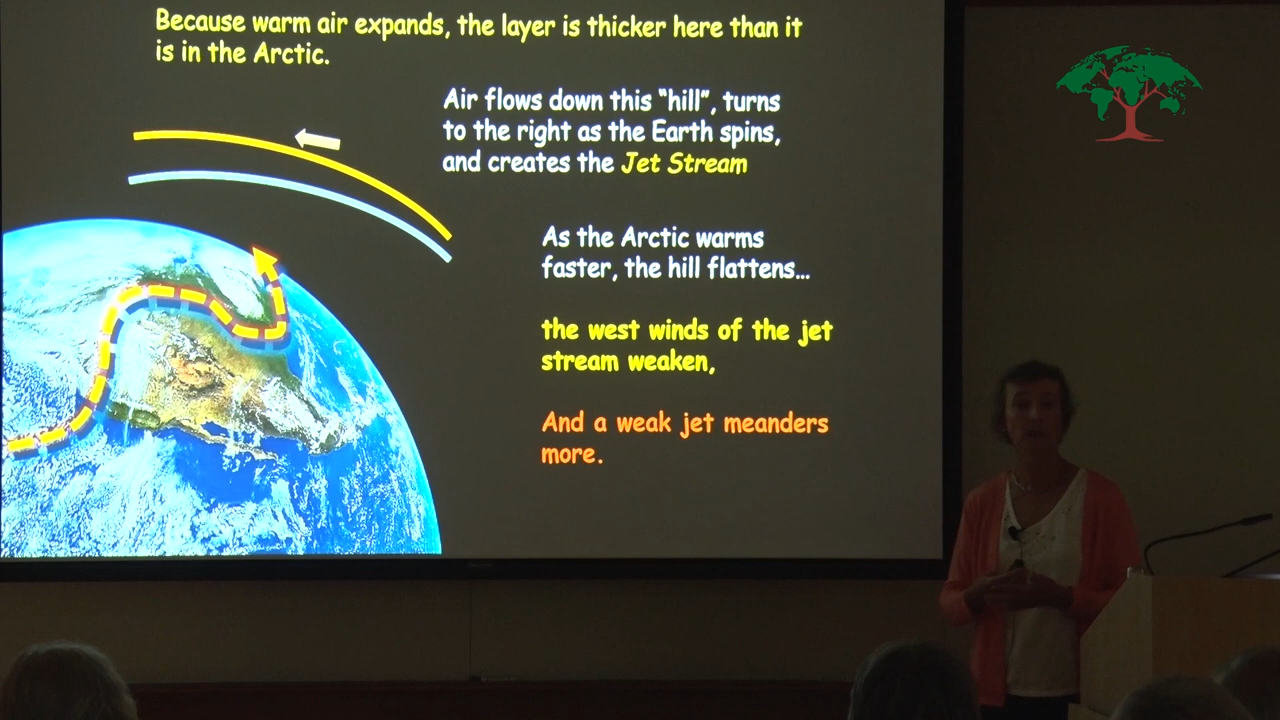 Because warm air expands, the layer is thicker here than it
is in the Arctic.
Air flows down this “hill”, turns
to the right as the Earth spins,
and creates the Jet Stream
As the Arctic warms
faster, the hill flattens...
the west winds of the jet
stream weaken,
And a weak jet meanders
more.